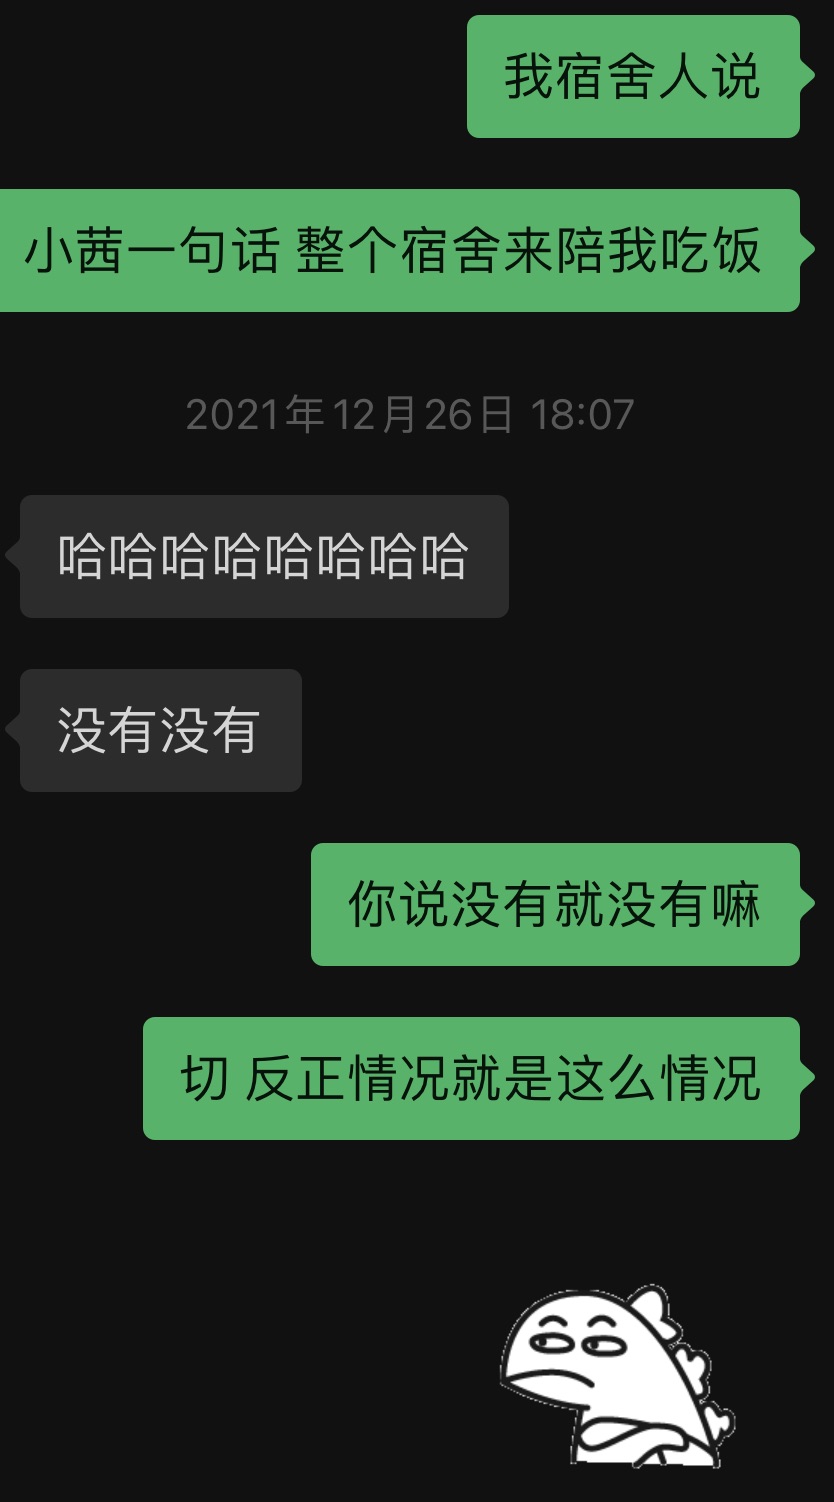 我宿舍人说
小茜一句话 整个宿舍来陪我吃饭
2021年12月26日 18:07
哈哈哈哈哈哈哈哈
没有没有
你说没有就没有嘛
切 反正情况就是这么情况